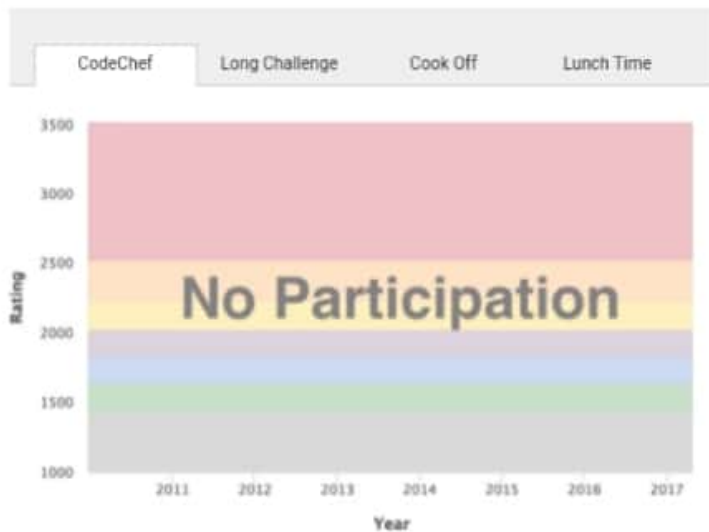 CodeChef Long Challenge Cook Off Lunch Time
3500
3000
2500
2000
1500
1000
Rating
No Participation
2011 2012 2013 2014 2015 2016 2017
Year